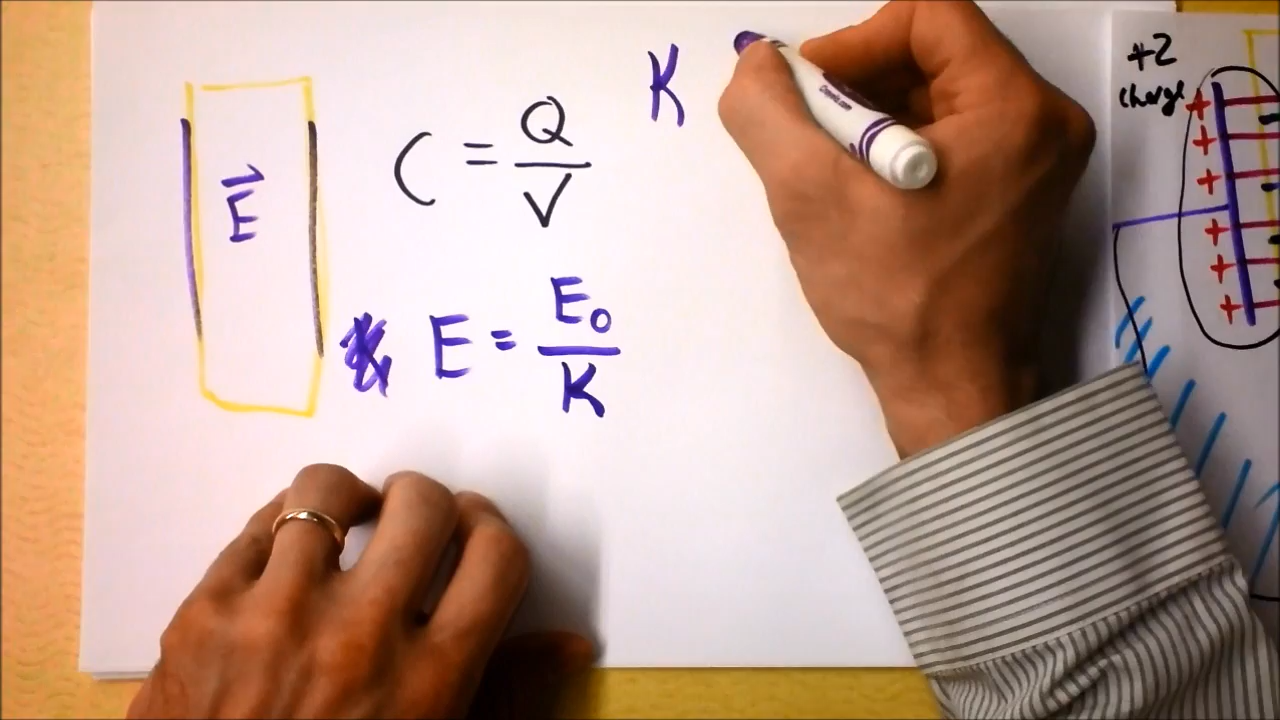 E⃗
C = Q/V
E = E₀/K
K
+2
charge
+
+
+
+
+
+